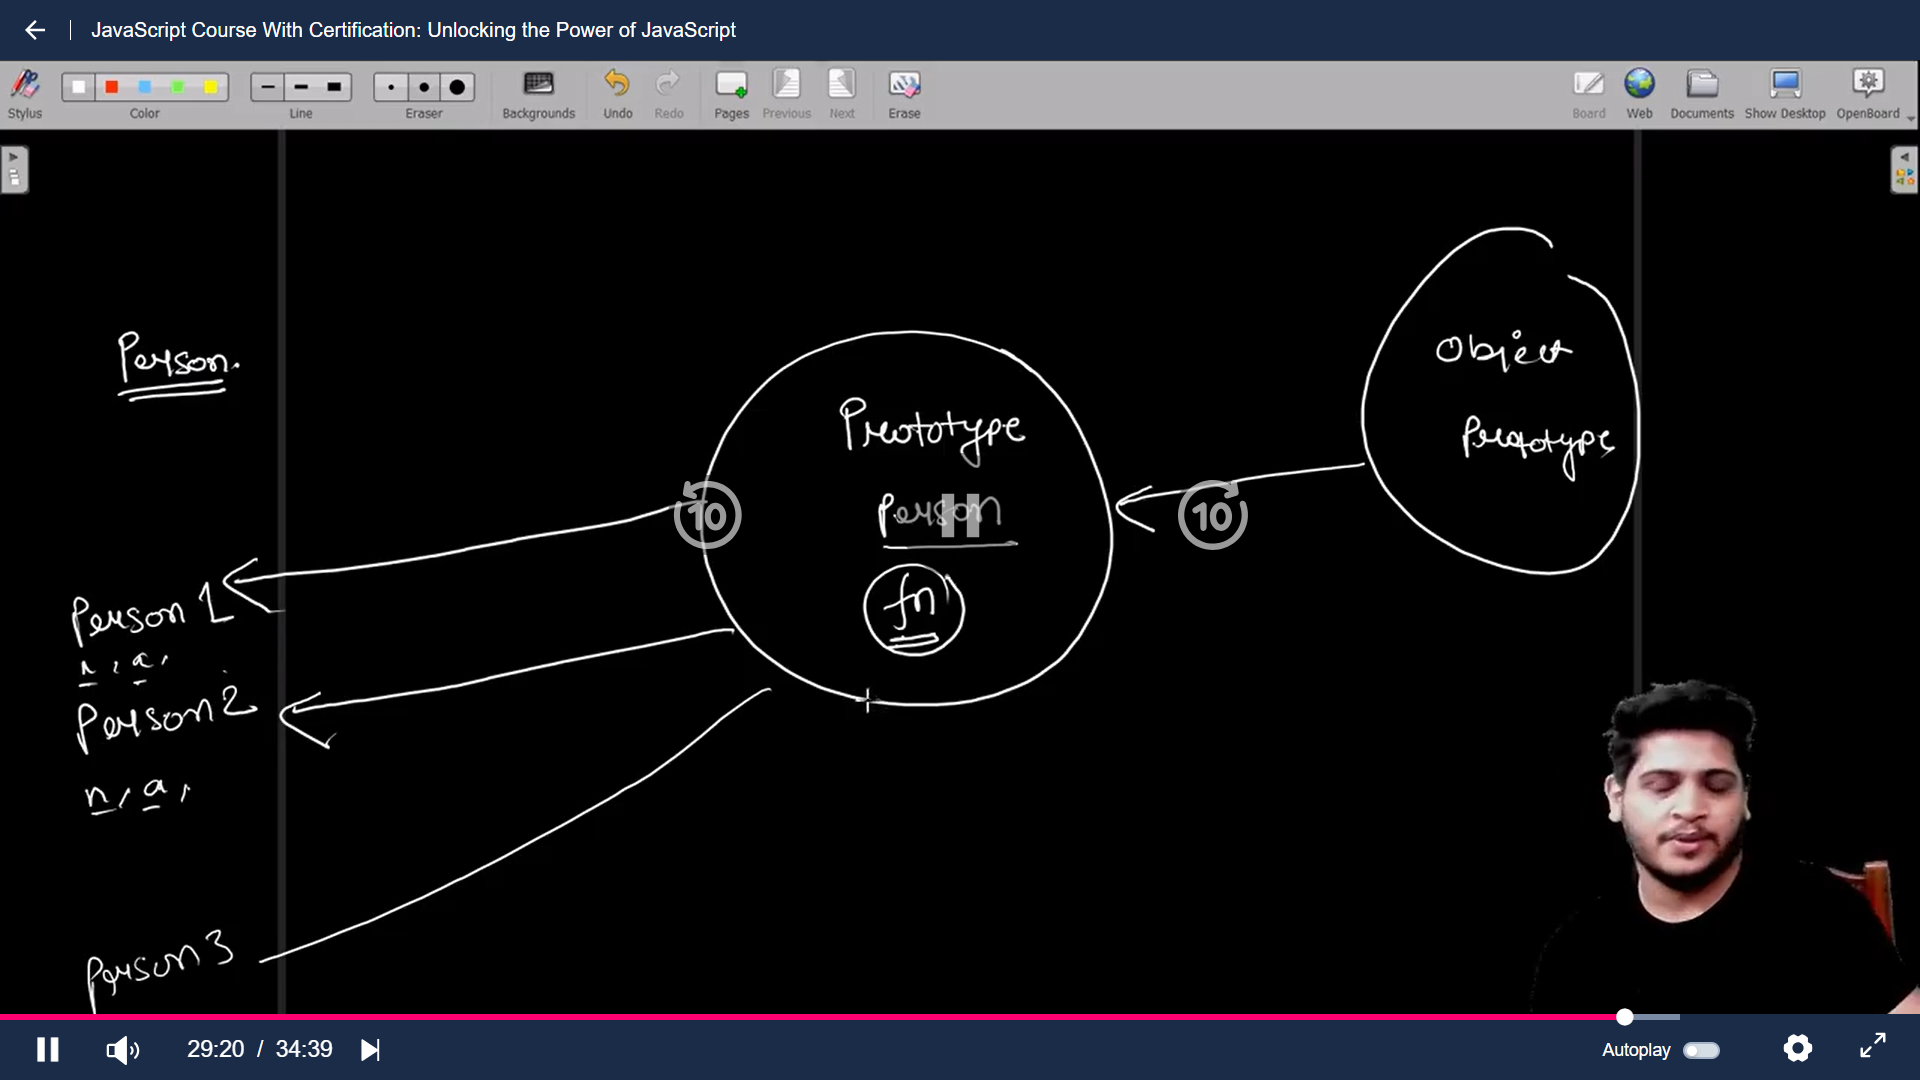 JavaScript Course With Certification: Unlocking the Power of JavaScript
Stylus
Color
Line
Eraser
Backgrounds
Undo
Redo
Pages
Previous
Next
Erase
Board
Web
Documents
Show Desktop
OpenBoard
Person.
Prototype
Person
fn
Object
Prototype
10
10
Person 1
n, a,
Person 2
n, a,
Person 3
29:20 / 34:39
Autoplay